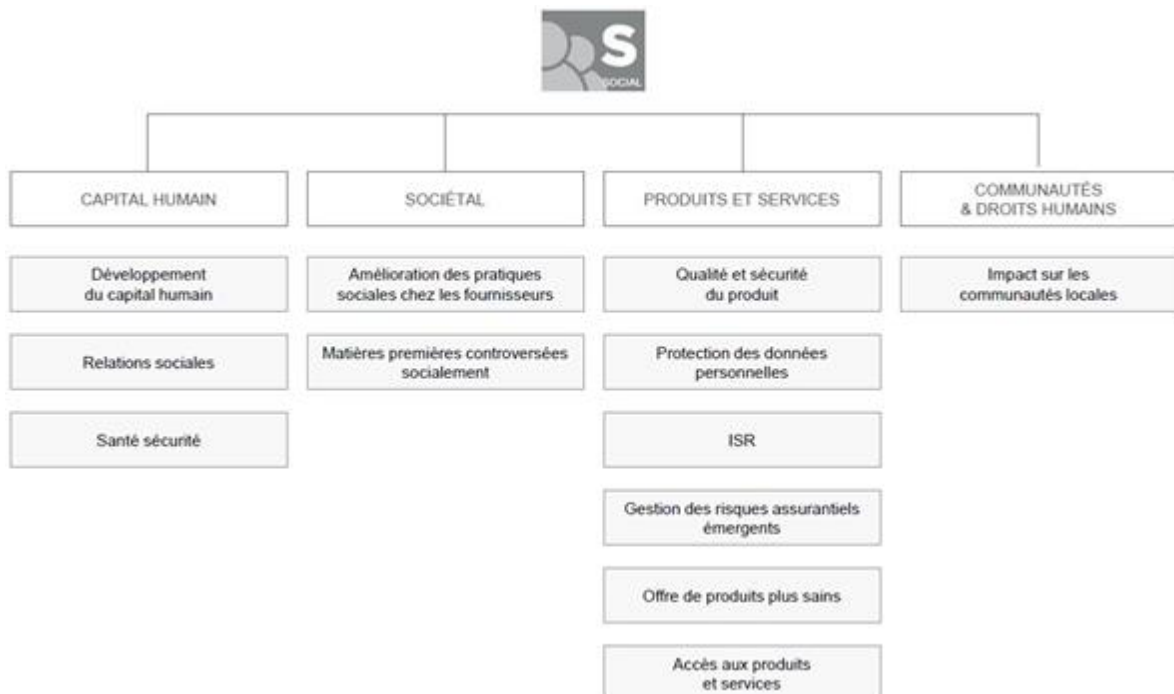 S
SOCIAL
CAPITAL HUMAIN
Développement
du capital humain
Relations sociales
Santé sécurité
SOCIÉTAL
Amélioration des pratiques
sociales chez les fournisseurs
Matières premières controversées
socialement
PRODUITS ET SERVICES
Qualité et sécurité
du produit
Protection des données
personnelles
ISR
Gestion des risques assurantiels
émergents
Offre de produits plus sains
Accès aux produits
et services
COMMUNAUTÉS
& DROITS HUMAINS
Impact sur les
communautés locales